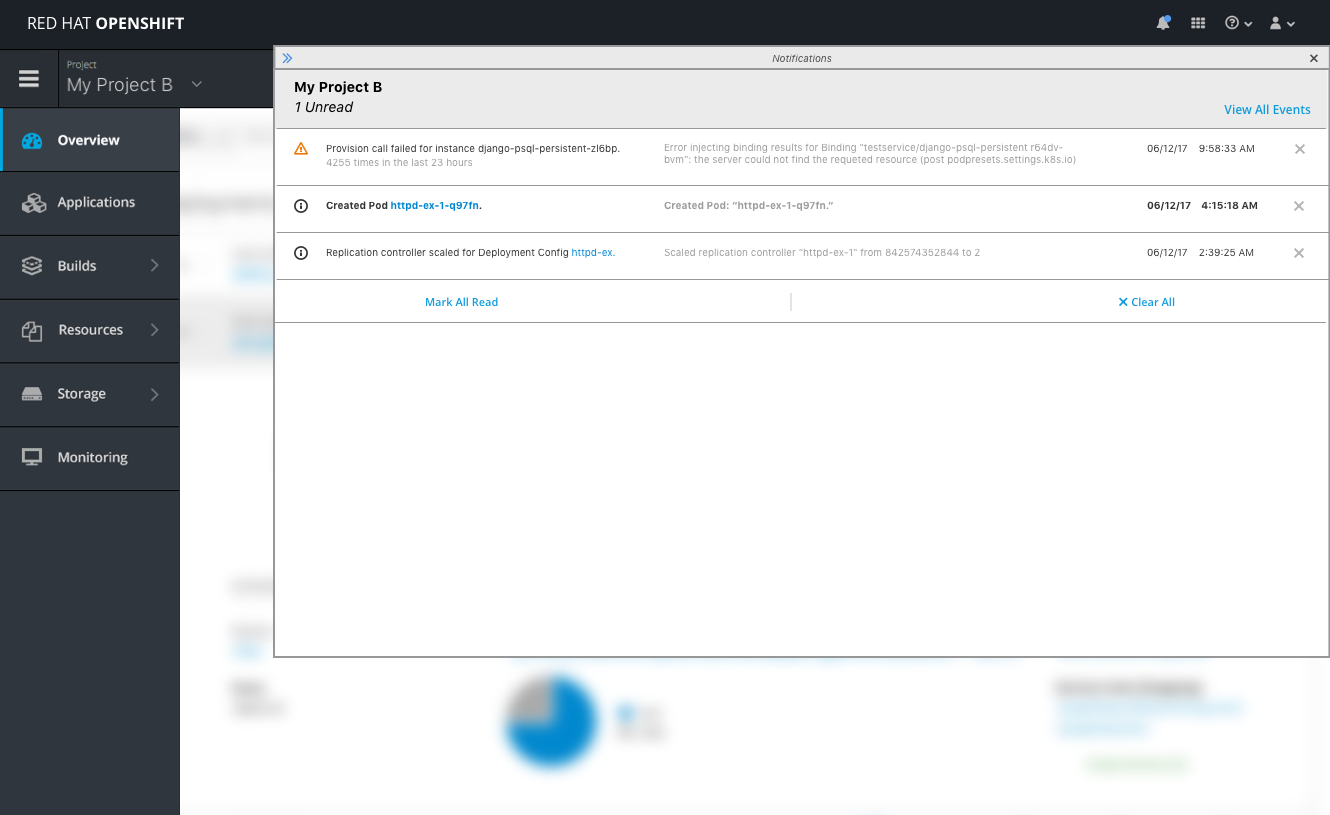 RED HAT OPENSHIFT
Project
My Project B
Notifications
My Project B
1 Unread
View All Events
Overview
Applications
Builds
Resources
Storage
Monitoring
Provision call failed for instance django-psql-persistent-zl6bp.
4255 times in the last 23 hours
Error injecting binding results for Binding "testservice/django-psql-persistent r64dv-
bvm": the server could not find the requeted resource (post podpresets.settings.k8s.io)
06/12/17 9:58:33 AM
Created Pod httpd-ex-1-q97fn.
Created Pod: “httpd-ex-1-q97fn.”
06/12/17 4:15:18 AM
Replication controller scaled for Deployment Config httpd-ex.
Scaled replication controller "httpd-ex-1" from 842574352844 to 2
06/12/17 2:39:25 AM
Mark All Read
Clear All